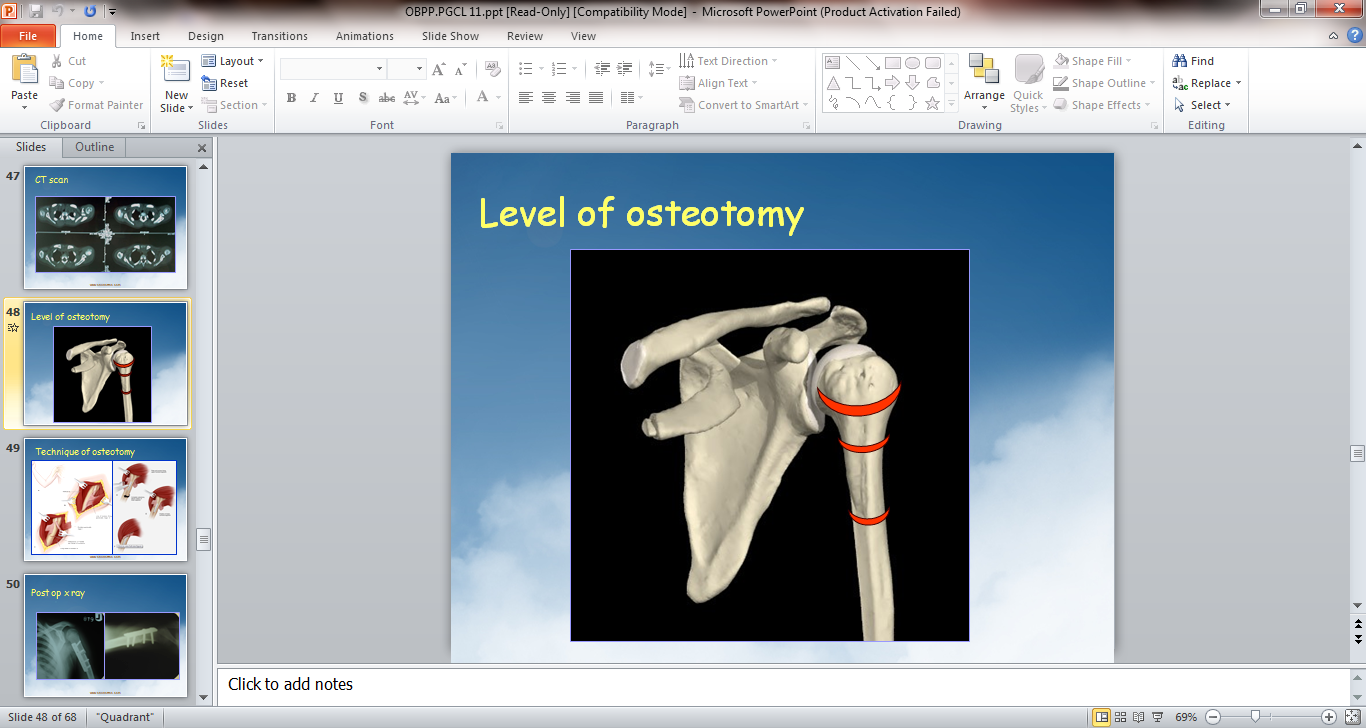 OBPP.PGCL 11.ppt [Read-Only] [Compatibility Mode] - Microsoft PowerPoint (Product Activation Failed)
File Home Insert Design Transitions Animations Slide Show Review View
Paste
Cut
Copy
Format Painter
Clipboard
New
Slide
Layout
Reset
Section
Slides
B I U S abc AV Aa A
Font
Text Direction
Align Text
Convert to SmartArt
Paragraph
Arrange
Quick
Styles
Shape Fill
Shape Outline
Shape Effects
Drawing
Find
Replace
Select
Editing
Slides Outline
47
CT scan
48
Level of osteotomy
49
Technique of osteotomy
50
Post op x ray
Level of osteotomy
Click to add notes
Slide 48 of 68 "Quadrant" 69%